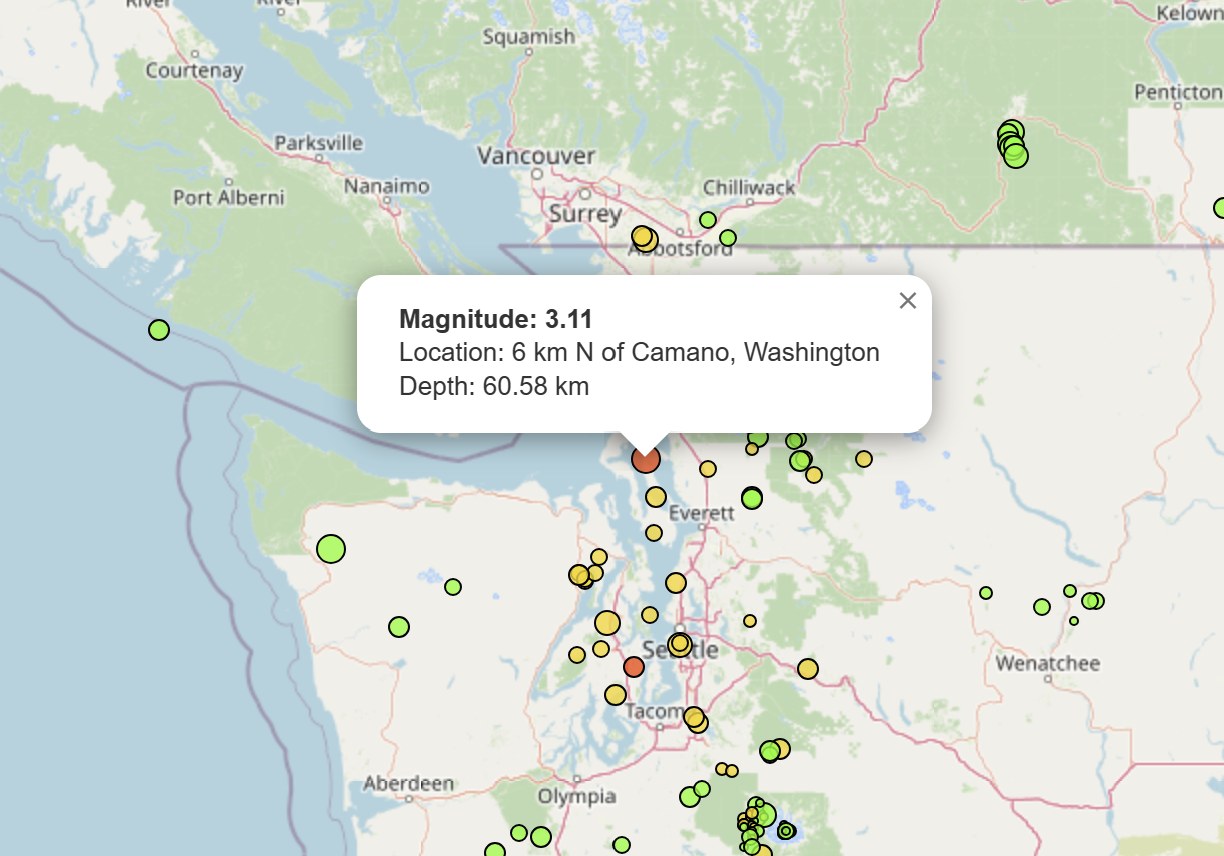 River
River
Kelown
Squamish
Courtenay
Penticton
Parksville
Vancouver
Nanaimo
Chilliwack
Port Alberni
Surrey
Abbotsford
×
Magnitude: 3.11
Location: 6 km N of Camano, Washington
Depth: 60.58 km
Everett
Seattle
Wenatchee
Tacom
Aberdeen
Olympia